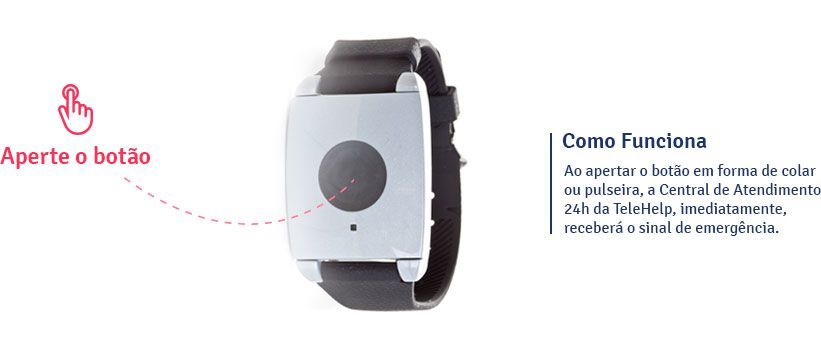 Aperte o botão
Como Funciona
Ao apertar o botão em forma de colar
ou pulseira, a Central de Atendimento
24h da TeleHelp, imediatamente,
receberá o sinal de emergência.